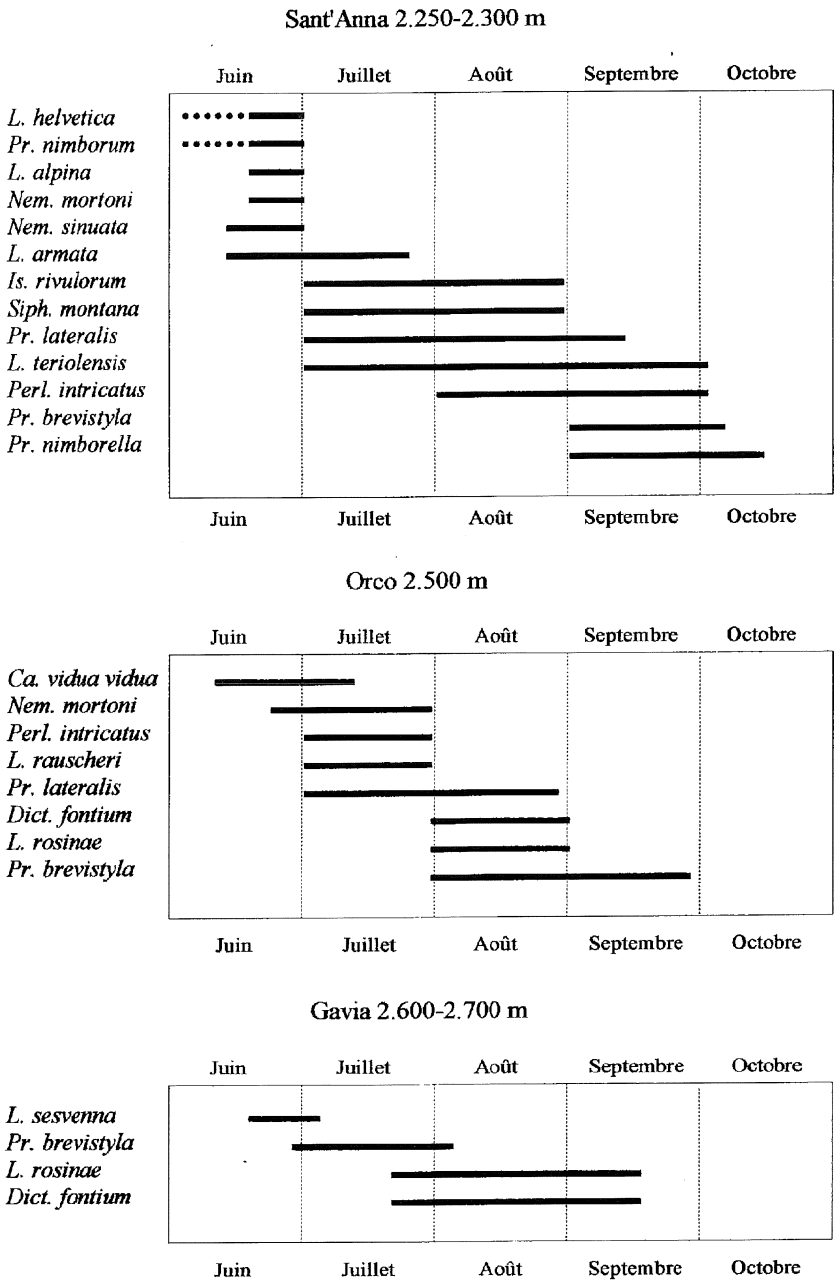 Sant'Anna 2.250-2.300 m
Juin Juillet Août Septembre Octobre
L. helvetica
Pr. nimborum
L. alpina
Nem. mortoni
Nem. sinuata
L. armata
Is. rivulorum
Siph. montana
Pr. lateralis
L. teriolensis
Perl. intricatus
Pr. brevistyla
Pr. nimborella
Juin Juillet Août Septembre Octobre
Orco 2.500 m
Juin Juillet Août Septembre Octobre
Ca. vidua vidua
Nem. mortoni
Perl. intricatus
L. rauscheri
Pr. lateralis
Dict. fontium
L. rosinae
Pr. brevistyla
Juin Juillet Août Septembre Octobre
Gavia 2.600-2.700 m
Juin Juillet Août Septembre Octobre
L. sesvenna
Pr. brevistyla
L. rosinae
Dict. fontium
Juin Juillet Août Septembre Octobre